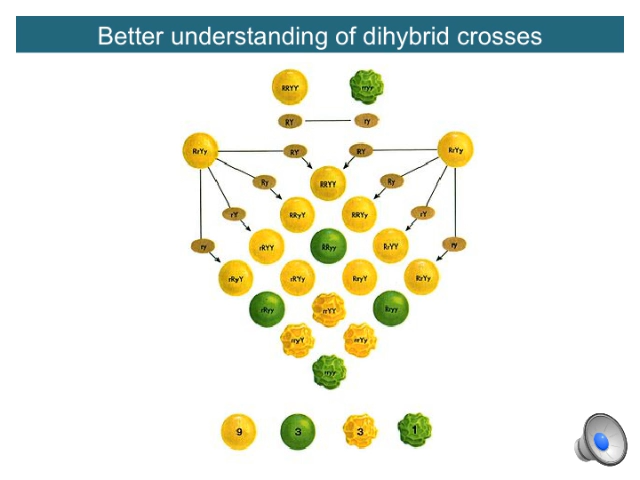 Better understanding of dihybrid crosses
RRYY rryy
RY ry
RrYy RY RY RrYy
Ry RRYY Ry
rY RRyY RRYy rY
ry rRYY RRyy RrYY ry
rRyY rRYy RryY RrYy
rRyy rrYY Rryy
rryY rrYy
rryy
9 3 3 1